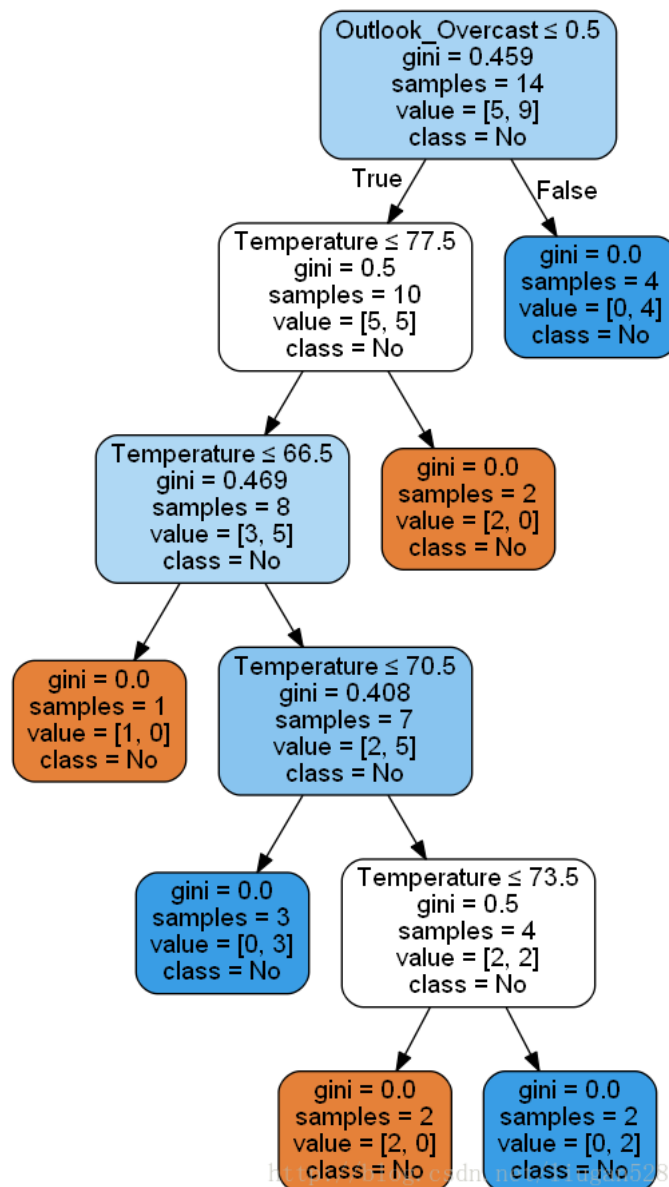 Outlook_Overcast ≤ 0.5
gini = 0.459
samples = 14
value = [5, 9]
class = No
True
False
Temperature ≤ 77.5
gini = 0.5
samples = 10
value = [5, 5]
class = No
gini = 0.0
samples = 4
value = [0, 4]
class = No
Temperature ≤ 66.5
gini = 0.469
samples = 8
value = [3, 5]
class = No
gini = 0.0
samples = 2
value = [2, 0]
class = No
gini = 0.0
samples = 1
value = [1, 0]
class = No
Temperature ≤ 70.5
gini = 0.408
samples = 7
value = [2, 5]
class = No
gini = 0.0
samples = 3
value = [0, 3]
class = No
Temperature ≤ 73.5
gini = 0.5
samples = 4
value = [2, 2]
class = No
gini = 0.0
samples = 2
value = [2, 0]
class = No
gini = 0.0
samples = 2
value = [0, 2]
class = No